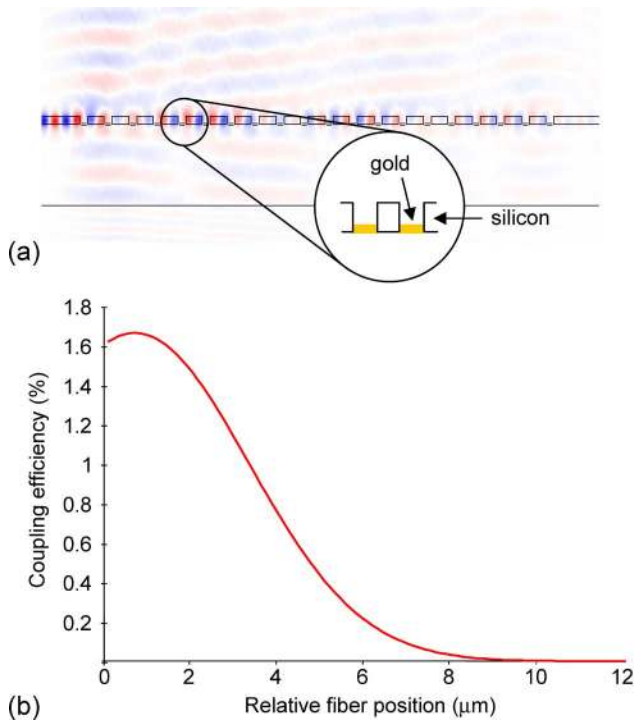 gold
silicon
(a)
1.8
1.6
1.4
1.2
1
0.8
0.6
0.4
0.2
Coupling efficiency (%)
0
2
4
6
8
10
12
Relative fiber position (μm)
(b)